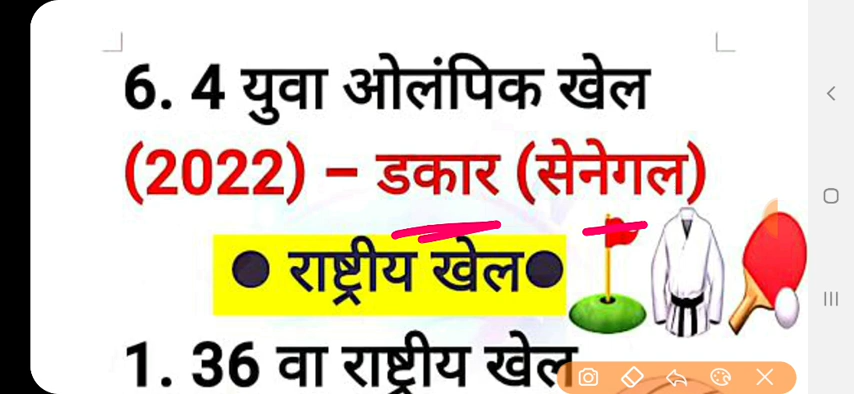 6. 4 युवा ओलंपिक खेल
(2022) – डकार (सेनेगल)
● राष्ट्रीय खेल●
1. 36 वा राष्ट्रीय खेल